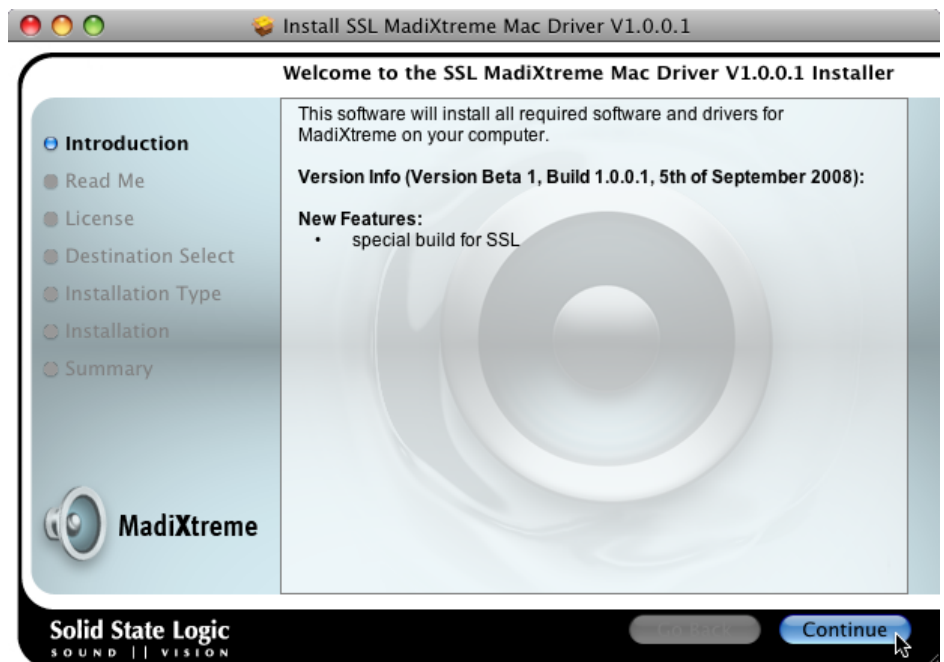 Install SSL MadiXtreme Mac Driver V1.0.0.1
Welcome to the SSL MadiXtreme Mac Driver V1.0.0.1 Installer
Introduction
Read Me
License
Destination Select
Installation Type
Installation
Summary
This software will install all required software and drivers for
MadiXtreme on your computer.
Version Info (Version Beta 1, Build 1.0.0.1, 5th of September 2008):
New Features:
• special build for SSL
MadiXtreme
Solid State Logic
SOUND || VISION
Go Back
Continue